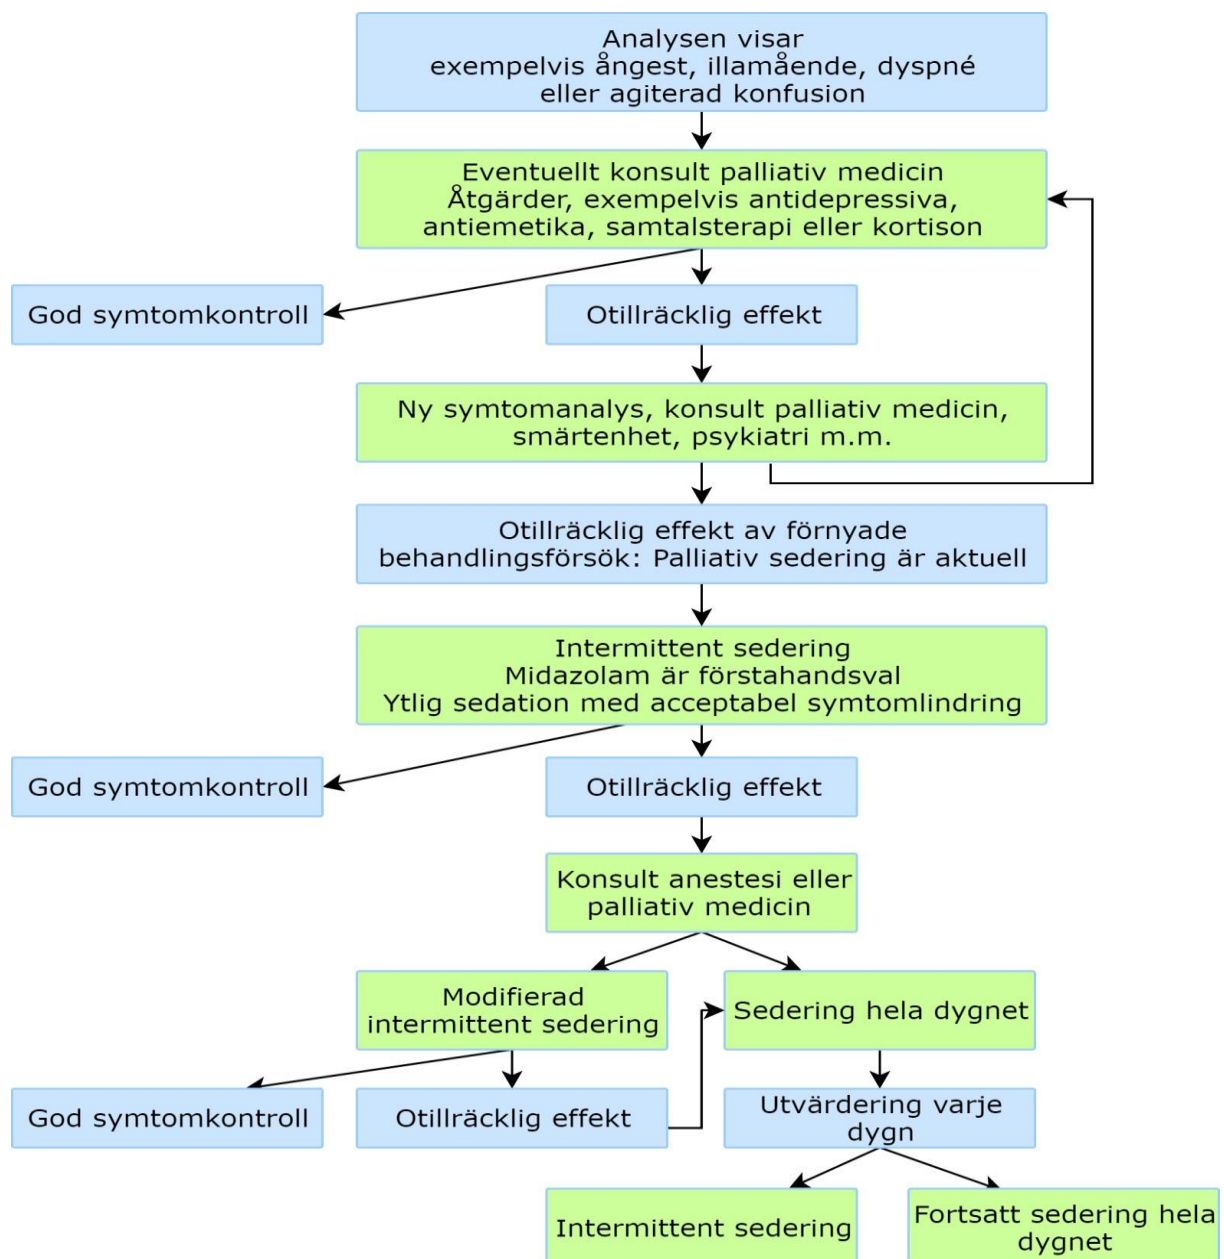 Analysen visar
exempelvis ångest, illamående, dyspné
eller agiterad konfusion
Eventuellt konsult palliativ medicin
Åtgärder, exempelvis antidepressiva,
antiemetika, samtalsterapi eller kortison
God symtomkontroll
Otillräcklig effekt
Ny symtomanalys, konsult palliativ medicin,
smärtenhet, psykiatri m.m.
Otillräcklig effekt av förnyade
behandlingsförsök: Palliativ sedering är aktuell
Intermittent sedering
Midazolam är förstahandsval
Ytlig sedation med acceptabel symtomlindring
God symtomkontroll
Otillräcklig effekt
Konsult anestesi eller
palliativ medicin
Modifierad
intermittent sedering
Sedering hela dygnet
God symtomkontroll
Otillräcklig effekt
Utvärdering varje
dygn
Intermittent sedering
Fortsatt sedering hela
dygnet